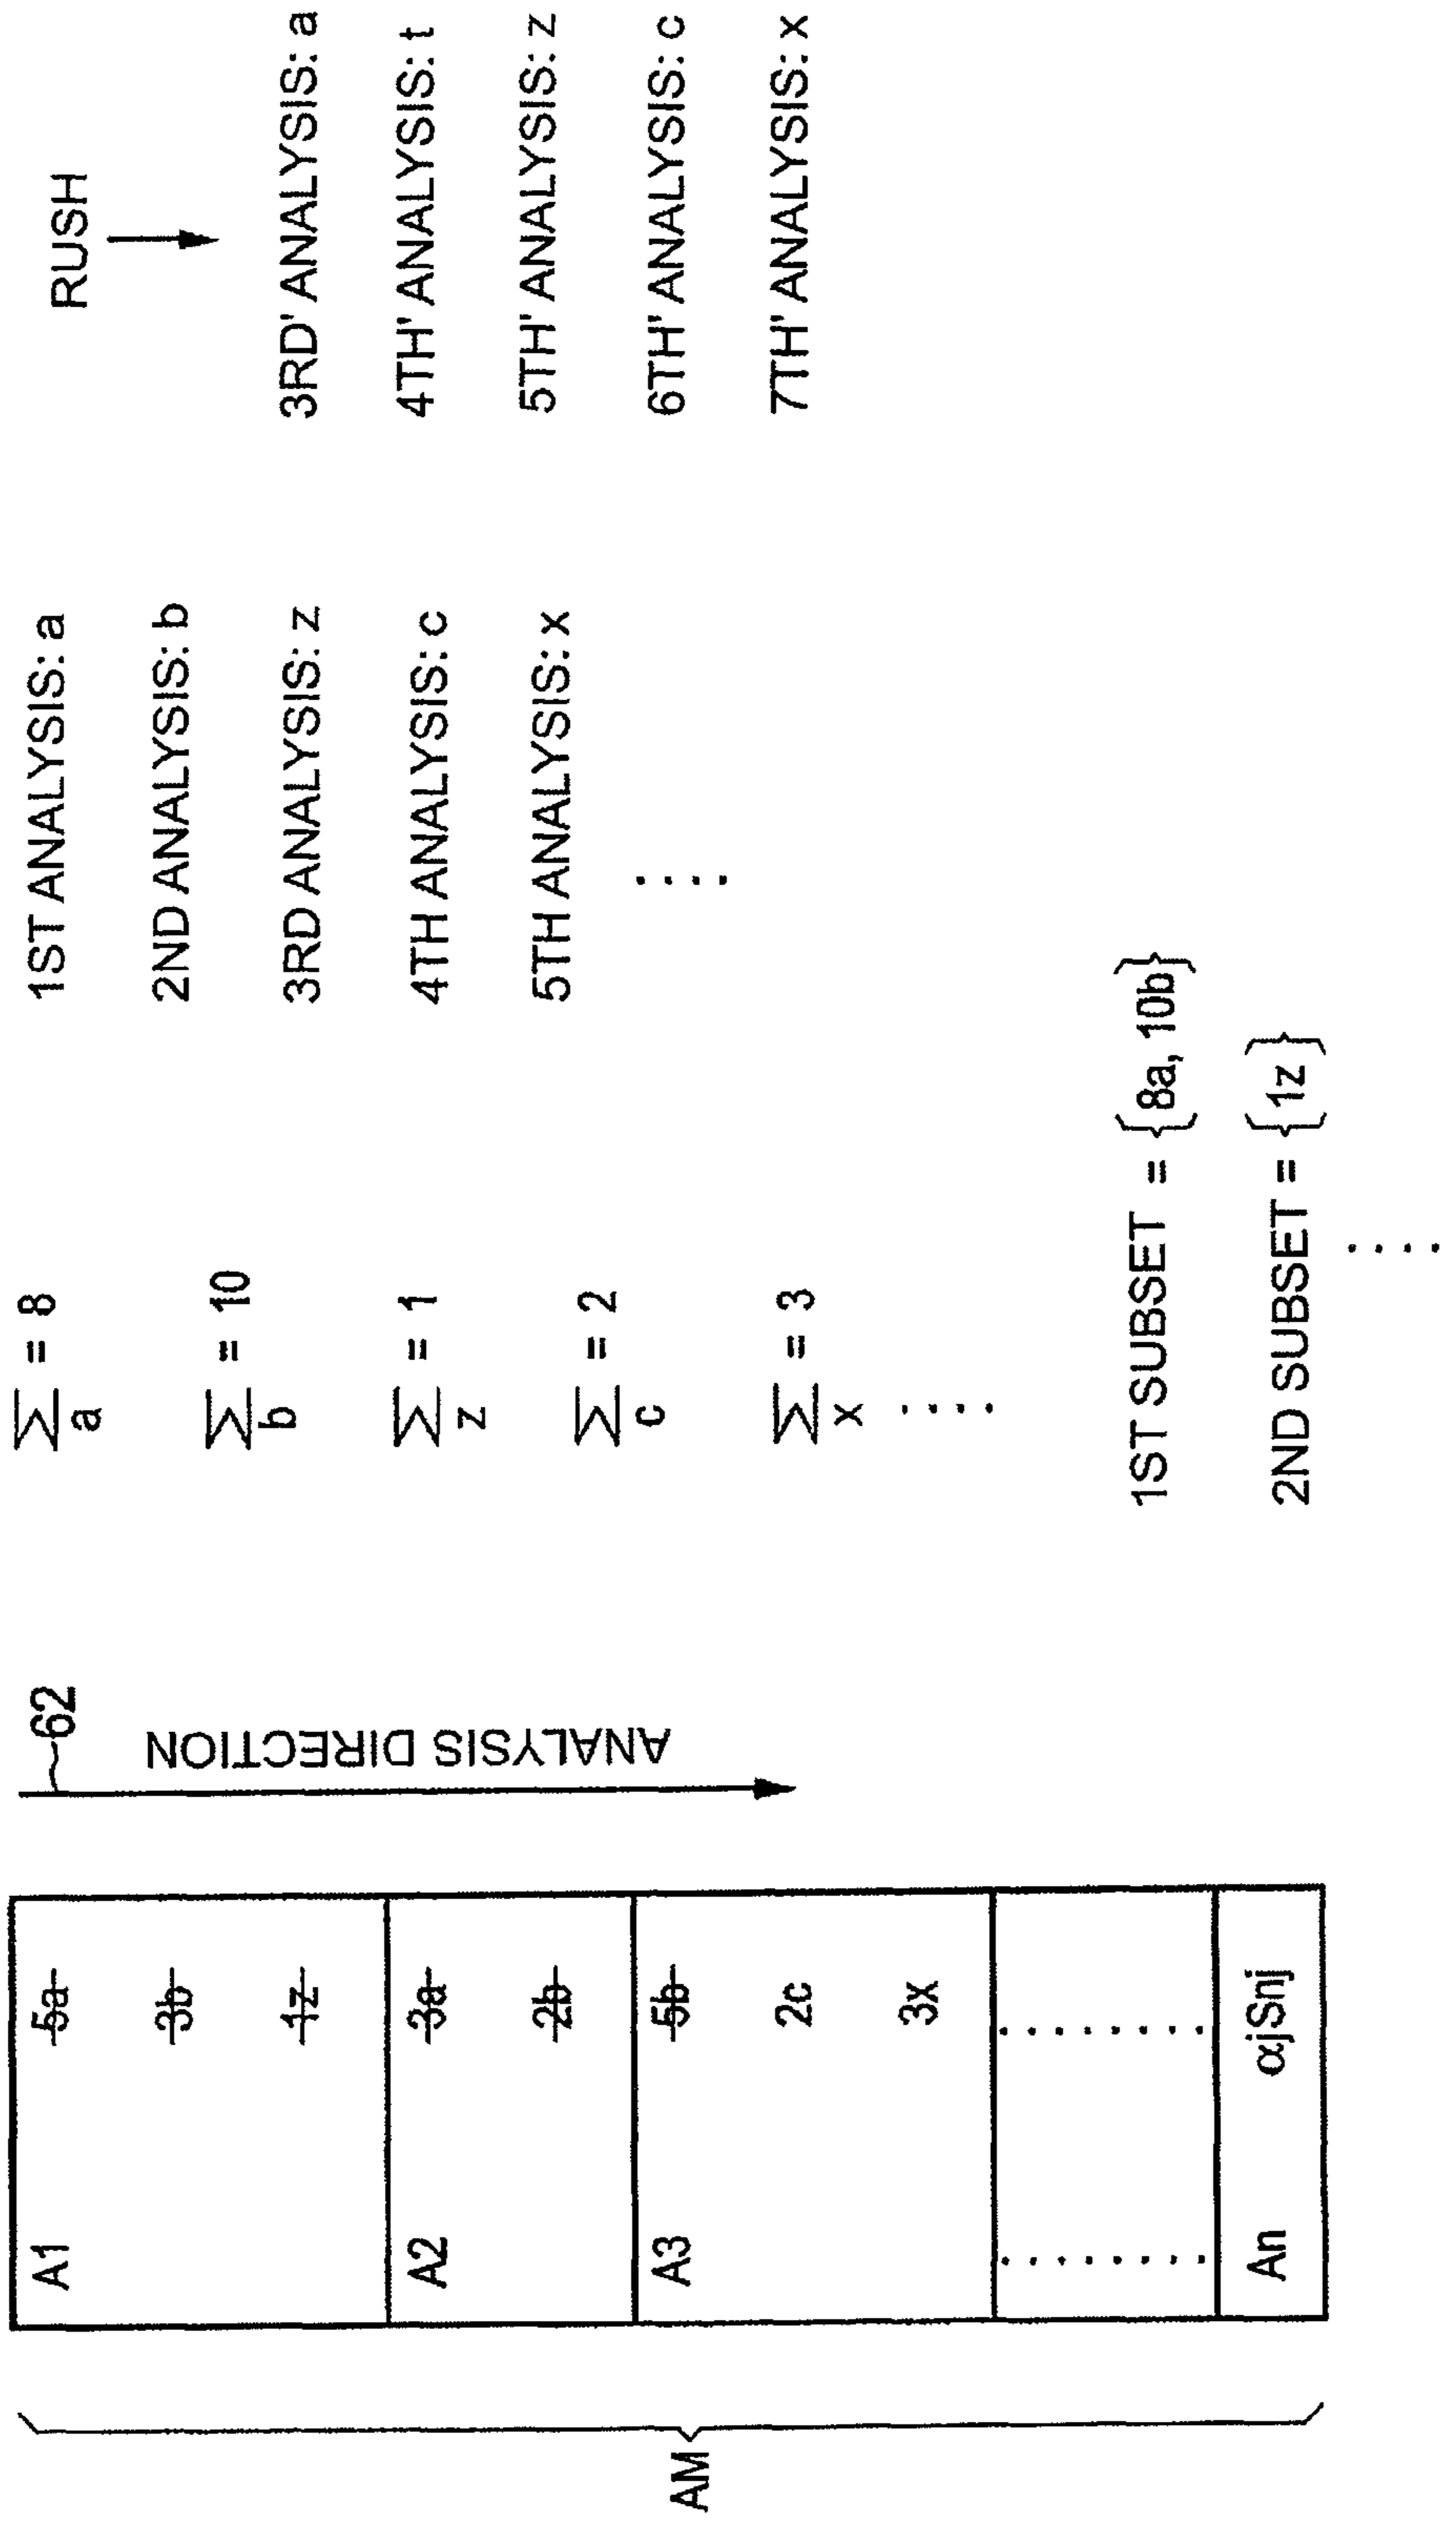 AM
A1
5a
3b
1z
A2
3a
2b
A3
5b
2c
3x
. . . . . . . .
. . . . . . . .
An
αjSnj
62
ANALYSIS DIRECTION
∑ = 8
a
∑ = 10
b
∑ = 1
z
∑ = 2
c
∑ = 3
x
. . . .
1ST SUBSET = {8a, 10b}
2ND SUBSET = {1z}
. . . .
1ST ANALYSIS: a
2ND ANALYSIS: b
3RD ANALYSIS: z
4TH ANALYSIS: c
5TH ANALYSIS: x
. . . .
RUSH
3RD' ANALYSIS: a
4TH' ANALYSIS: t
5TH' ANALYSIS: z
6TH' ANALYSIS: c
7TH' ANALYSIS: x